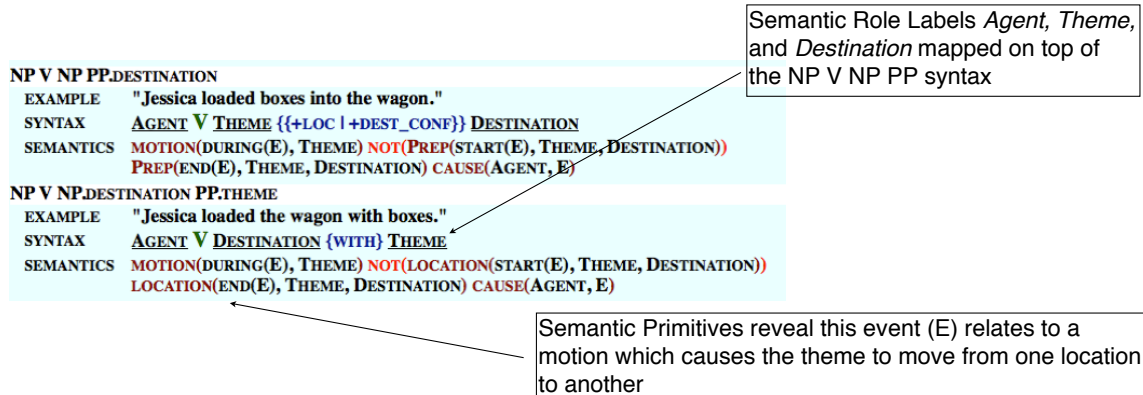 Semantic Role Labels Agent, Theme,
and Destination mapped on top of
the NP V NP PP syntax
NP V NP PP.DESTINATION
EXAMPLE "Jessica loaded boxes into the wagon."
SYNTAX AGENT V THEME {{+LOC | +DEST_CONF}} DESTINATION
SEMANTICS MOTION(DURING(E), THEME) NOT(PREP(START(E), THEME, DESTINATION))
PREP(END(E), THEME, DESTINATION) CAUSE(AGENT, E)
NP V NP.DESTINATION PP.THEME
EXAMPLE "Jessica loaded the wagon with boxes."
SYNTAX AGENT V DESTINATION {WITH} THEME
SEMANTICS MOTION(DURING(E), THEME) NOT(LOCATION(START(E), THEME, DESTINATION))
LOCATION(END(E), THEME, DESTINATION) CAUSE(AGENT, E)
Semantic Primitives reveal this event (E) relates to a
motion which causes the theme to move from one location
to another